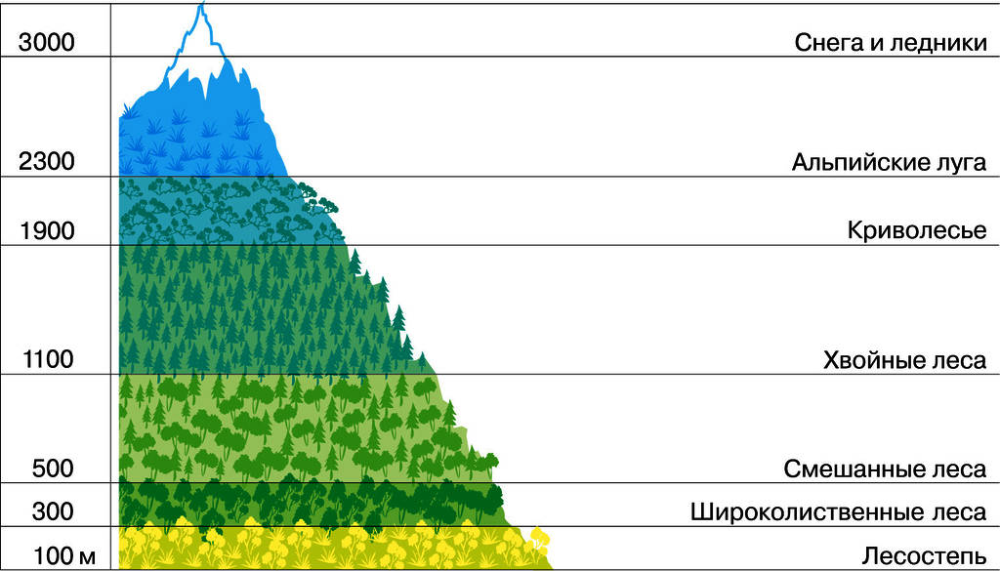 3000 Снега и ледники
2300 Альпийские луга
1900 Криволесье
1100 Хвойные леса
500 Смешанные леса
300 Широколиственные леса
100 м Лесостепь